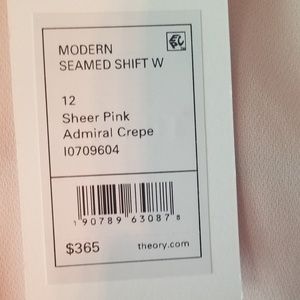 MODERN
SEAMED SHIFT W
12
Sheer Pink
Admiral Crepe
I0709604
1 90789 63087 8
$365
theory.com